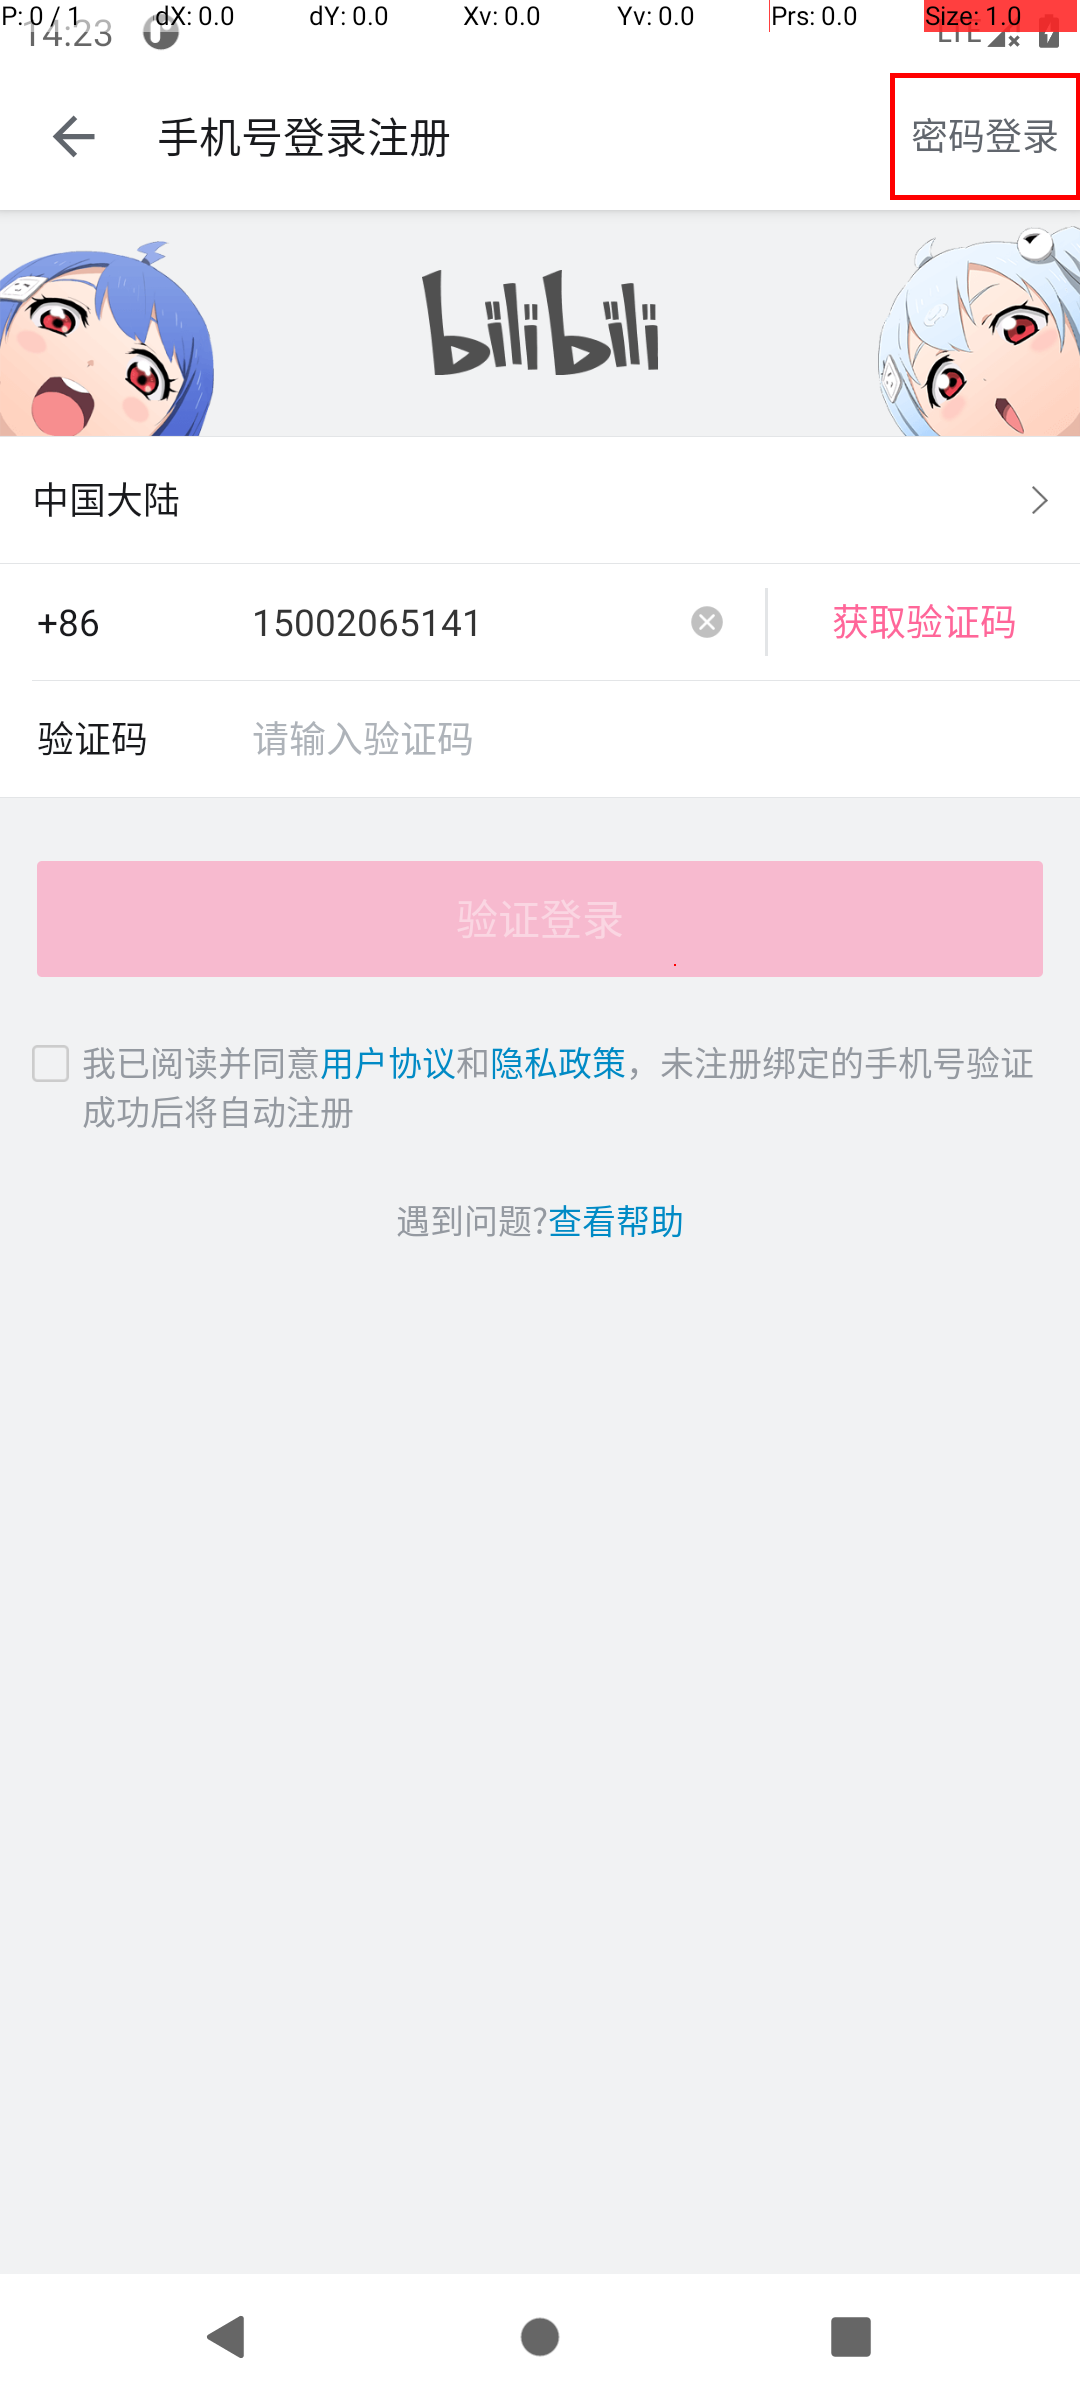 P: 0 / 1 dX: 0.0 dY: 0.0 Xv: 0.0 Yv: 0.0 Prs: 0.0 Size: 1.0
14:23 LTE
手机号登录注册 密码登录
bilibili
中国大陆
+86 15002065141 获取验证码
验证码 请输入验证码
验证登录
我已阅读并同意用户协议和隐私政策，未注册绑定的手机号验证
成功后将自动注册
遇到问题?查看帮助